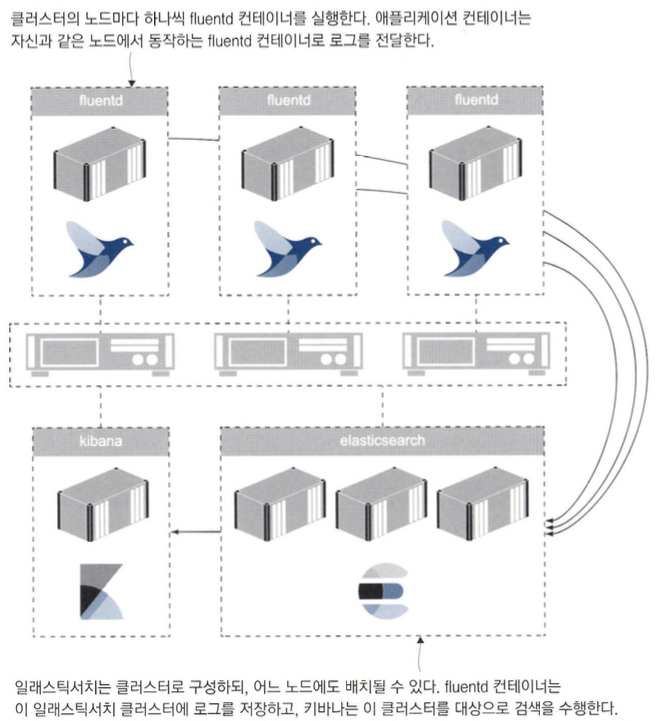 클러스터의 노드마다 하나씩 fluentd 컨테이너를 실행한다. 애플리케이션 컨테이너는
자신과 같은 노드에서 동작하는 fluentd 컨테이너로 로그를 전달한다.
fluentd
fluentd
fluentd
kibana
elasticsearch
일래스틱서치는 클러스터로 구성하되, 어느 노드에도 배치될 수 있다. fluentd 컨테이너는
이 일래스틱서치 클러스터에 로그를 저장하고, 키바나는 이 클러스터를 대상으로 검색을 수행한다.